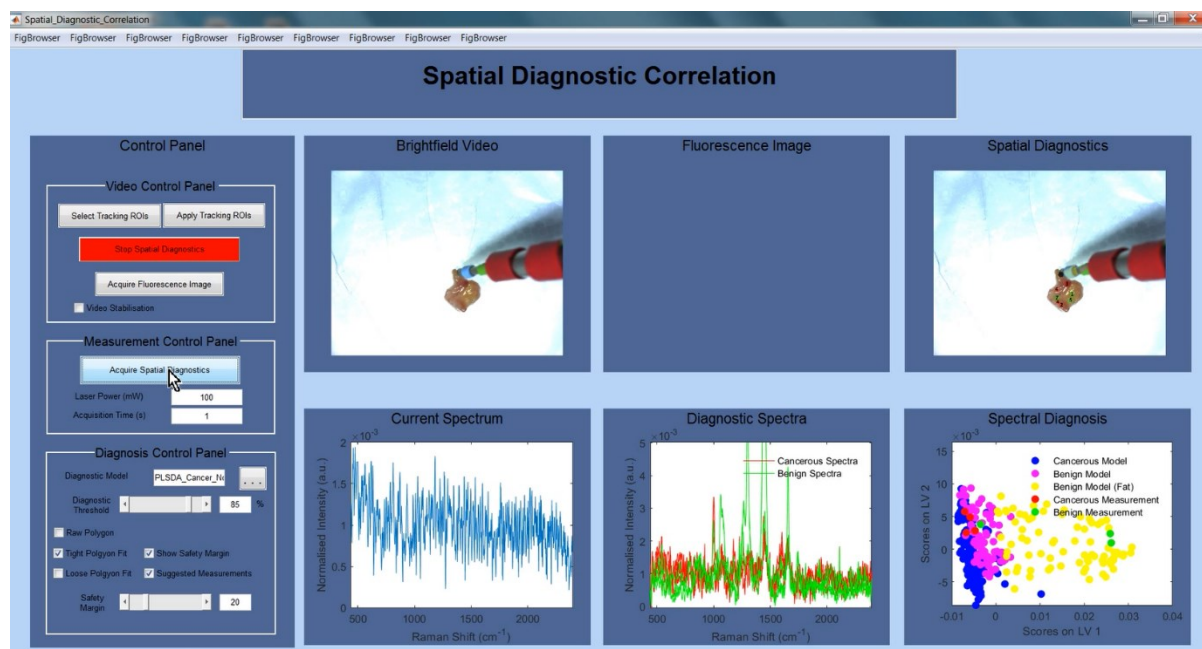 Spatial_Diagnostic_Correlation
FigBrowser FigBrowser FigBrowser FigBrowser FigBrowser FigBrowser FigBrowser FigBrowser FigBrowser
Spatial Diagnostic Correlation
Control Panel
Video Control Panel
Select Tracking ROIs
Apply Tracking ROIs
Stop Spatial Diagnostics
Acquire Fluorescence Image
Video Stabilisation
Measurement Control Panel
Acquire Spatial Diagnostics
Laser Power (mW) 100
Acquisition Time (s) 1
Diagnosis Control Panel
Diagnostic Model PLSDA_Cancer_No ...
Diagnostic Threshold 85 %
Raw Polygon
Tight Polygon Fit
Show Safety Margin
Loose Polgyon Fit
Suggested Measurements
Safety Margin 20
Brightfield Video
Fluorescence Image
Spatial Diagnostics
Current Spectrum
×10⁻³
2
1.5
1
0.5
0
Normalised Intensity (a.u.)
500 1000 1500 2000
Raman Shift (cm⁻¹)
Diagnostic Spectra
×10⁻³
5
4
3
2
1
0
Normalised Intensity (a.u.)
Cancerous Spectra
Benign Spectra
500 1000 1500 2000
Raman Shift (cm⁻¹)
Spectral Diagnosis
×10⁻³
15
10
5
0
-5
Scores on LV 2
Cancerous Model
Benign Model
Benign Model (Fat)
Cancerous Measurement
Benign Measurement
-0.01 0 0.01 0.02 0.03 0.04
Scores on LV 1